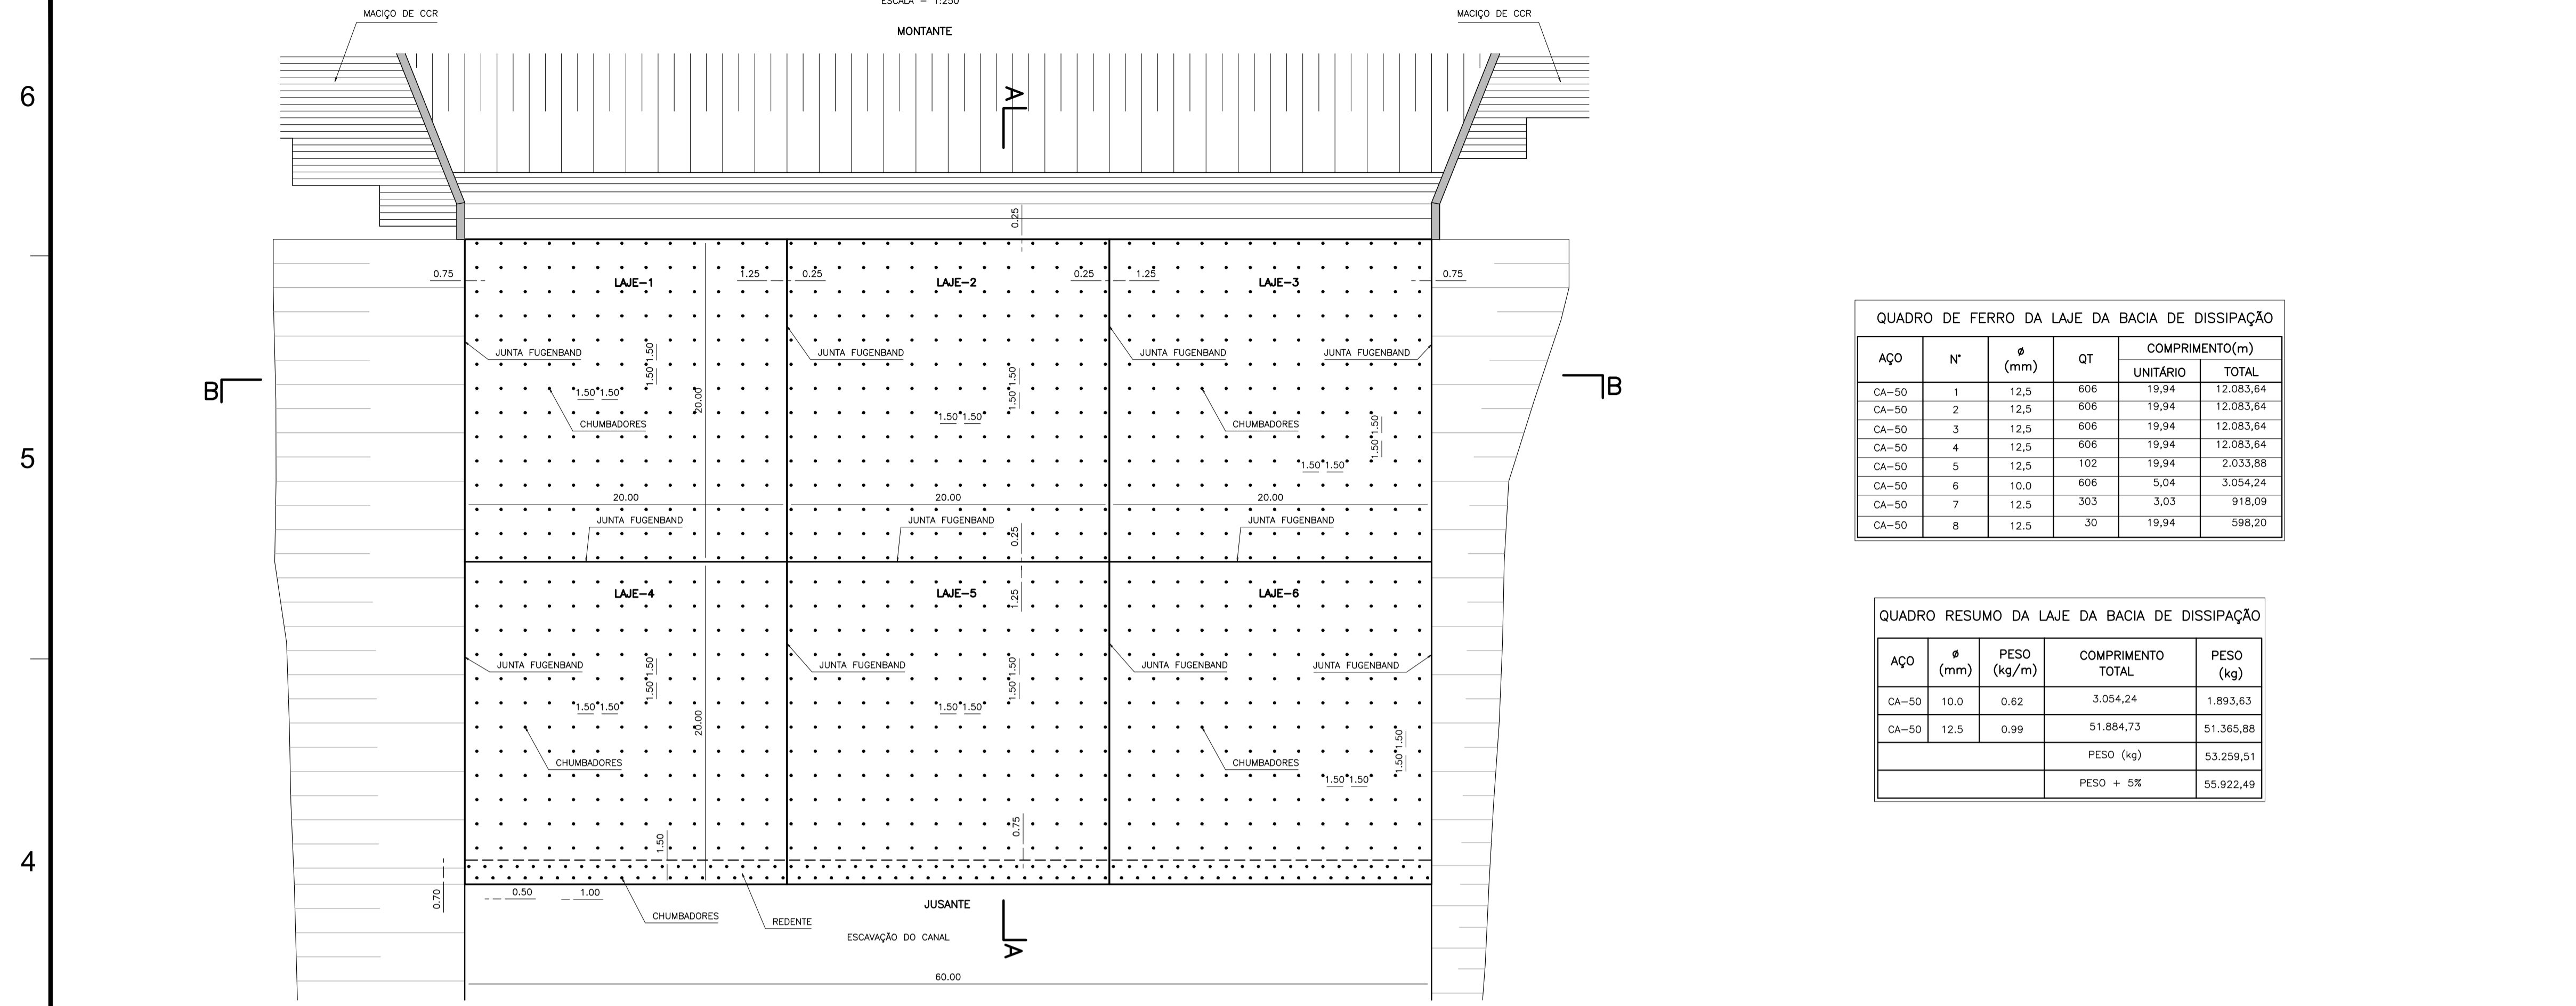 ESCALA - 1:250
MACIÇO DE CCR
MACIÇO DE CCR
MONTANTE
6
A
0.25
0.75
1.25
0.25
0.25
1.25
0.75
LAJE-1
LAJE-2
LAJE-3
JUNTA FUGENBAND
JUNTA FUGENBAND
JUNTA FUGENBAND
JUNTA FUGENBAND
1.50
1.50
1.50
1.50
1.50 1.50
1.50 1.50
20.00
B
B
CHUMBADORES
CHUMBADORES
1.50
1.50
1.50 1.50
5
20.00
20.00
20.00
JUNTA FUGENBAND
JUNTA FUGENBAND
JUNTA FUGENBAND
0.25
1.25
LAJE-4
LAJE-5
LAJE-6
JUNTA FUGENBAND
JUNTA FUGENBAND
JUNTA FUGENBAND
JUNTA FUGENBAND
1.50
1.50
1.50
1.50
1.50 1.50
1.50 1.50
20.00
CHUMBADORES
CHUMBADORES
1.50
1.50
1.50 1.50
1.50
0.75
4
0.70
0.50
1.00
CHUMBADORES
REDENTE
JUSANTE
ESCAVAÇÃO DO CANAL
A
60.00
QUADRO DE FERRO DA LAJE DA BACIA DE DISSIPAÇÃO
AÇO N° ø (mm) QT COMPRIMENTO(m)
UNITÁRIO TOTAL
CA-50 1 12,5 606 19,94 12.083,64
CA-50 2 12,5 606 19,94 12.083,64
CA-50 3 12,5 606 19,94 12.083,64
CA-50 4 12,5 606 19,94 12.083,64
CA-50 5 12,5 102 19,94 2.033,88
CA-50 6 10.0 606 5,04 3.054,24
CA-50 7 12.5 303 3,03 918,09
CA-50 8 12.5 30 19,94 598,20
QUADRO RESUMO DA LAJE DA BACIA DE DISSIPAÇÃO
AÇO ø (mm) PESO (kg/m) COMPRIMENTO TOTAL PESO (kg)
CA-50 10.0 0.62 3.054,24 1.893,63
CA-50 12.5 0.99 51.884,73 51.365,88
PESO (kg) 53.259,51
PESO + 5% 55.922,49